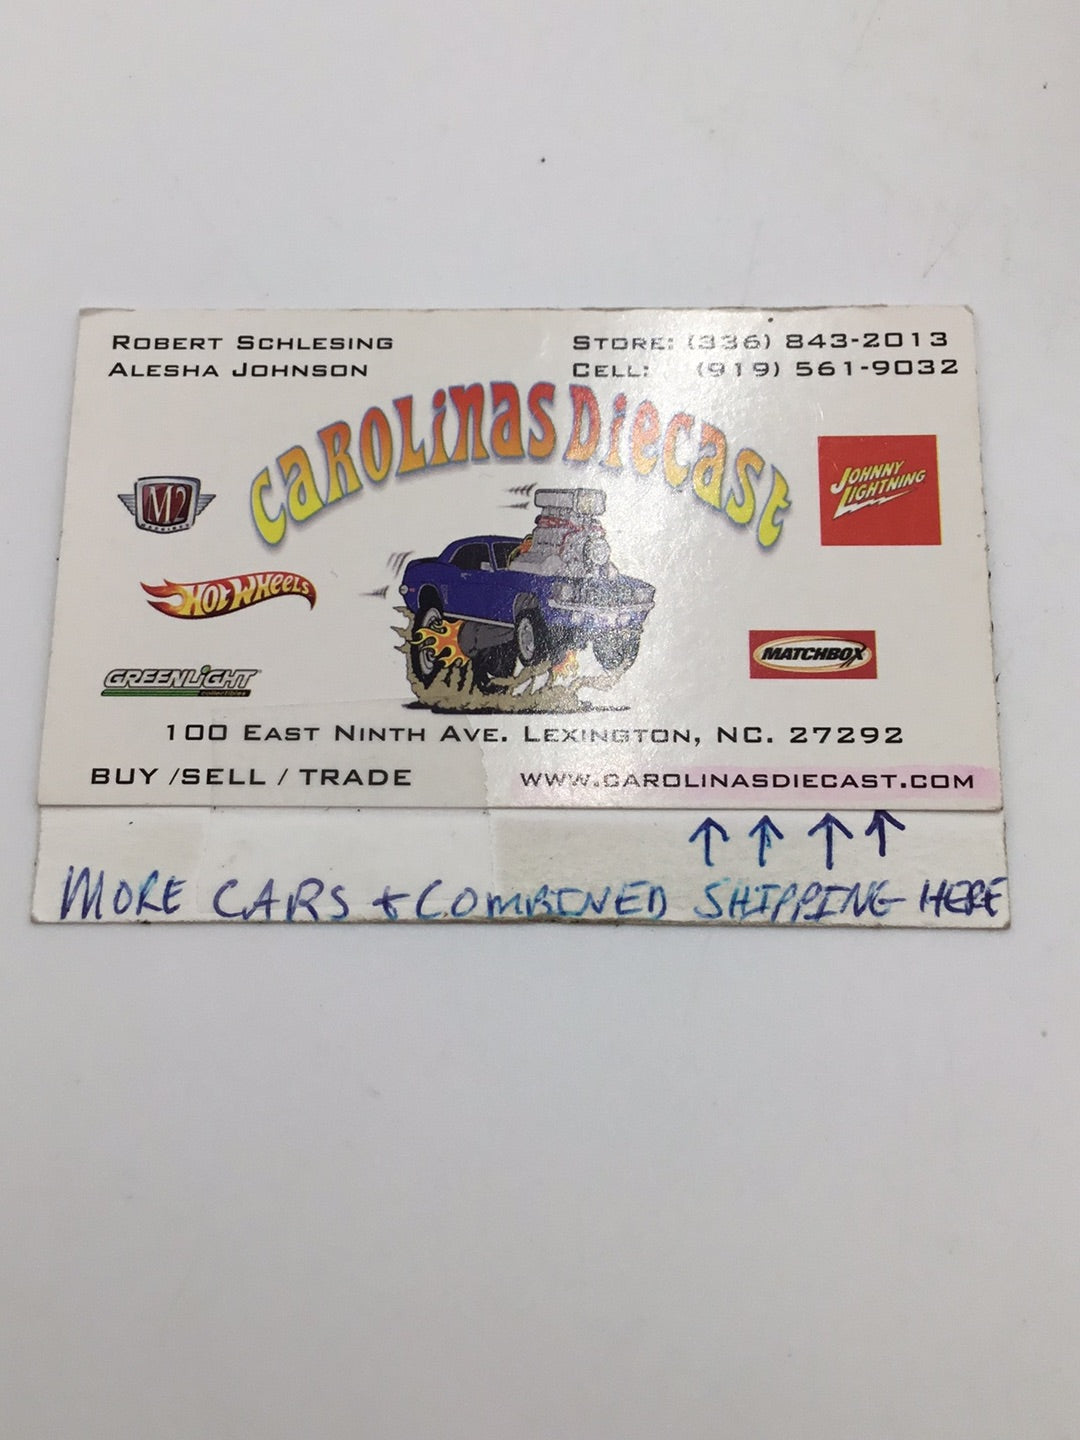 ROBERT SCHLESING
ALESHA JOHNSON
STORE: (336) 843-2013
CELL: (919) 561-9032
CAROLINAS DIECAST
M2
MACHINES
JOHNNY
LIGHTNING
HOT WHEELS
MATCHBOX
GREENLIGHT
collectibles
100 EAST NINTH AVE. LEXINGTON, NC. 27292
BUY /SELL / TRADE
WWW.CAROLINASDIECAST.COM
↑ ↑ ↑ ↑
MORE CARS + COMBINED SHIPPING HERE